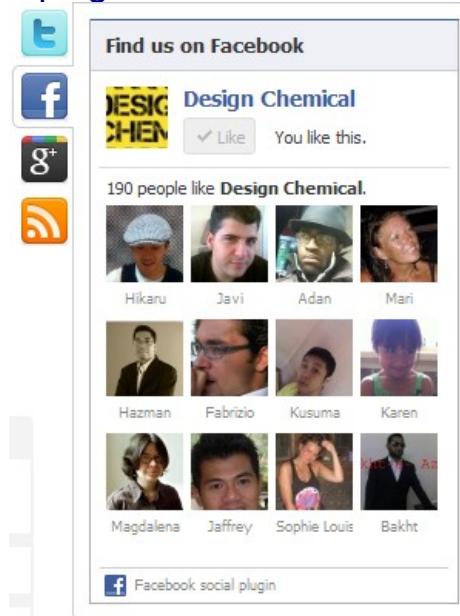 Find us on Facebook
DESIG
CHEM
Design Chemical
Like
You like this.
g+
190 people like Design Chemical.
Hikaru Javi Adan Mari
Hazman Fabrizio Kusuma Karen
Magdalena Jaffrey Sophie Louis Bakht
Facebook social plugin